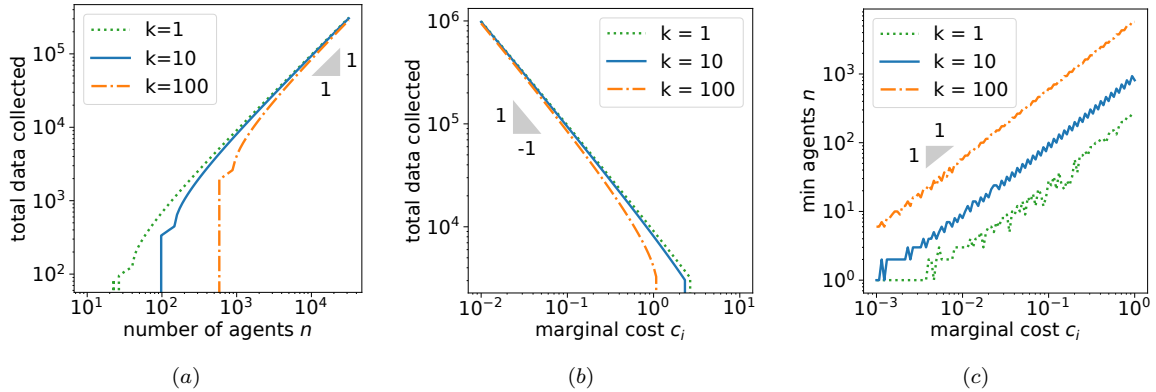 total data collected
10^5
10^4
10^3
10^2
k=1
k=10
k=100
1
1
10^1 10^2 10^3 10^4
number of agents n
(a)
total data collected
10^6
10^5
10^4
k = 1
k = 10
k = 100
1
-1
10^-2 10^-1 10^0 10^1
marginal cost c_i
(b)
min agents n
10^3
10^2
10^1
10^0
k = 1
k = 10
k = 100
1
1
10^-3 10^-2 10^-1 10^0
marginal cost c_i
(c)